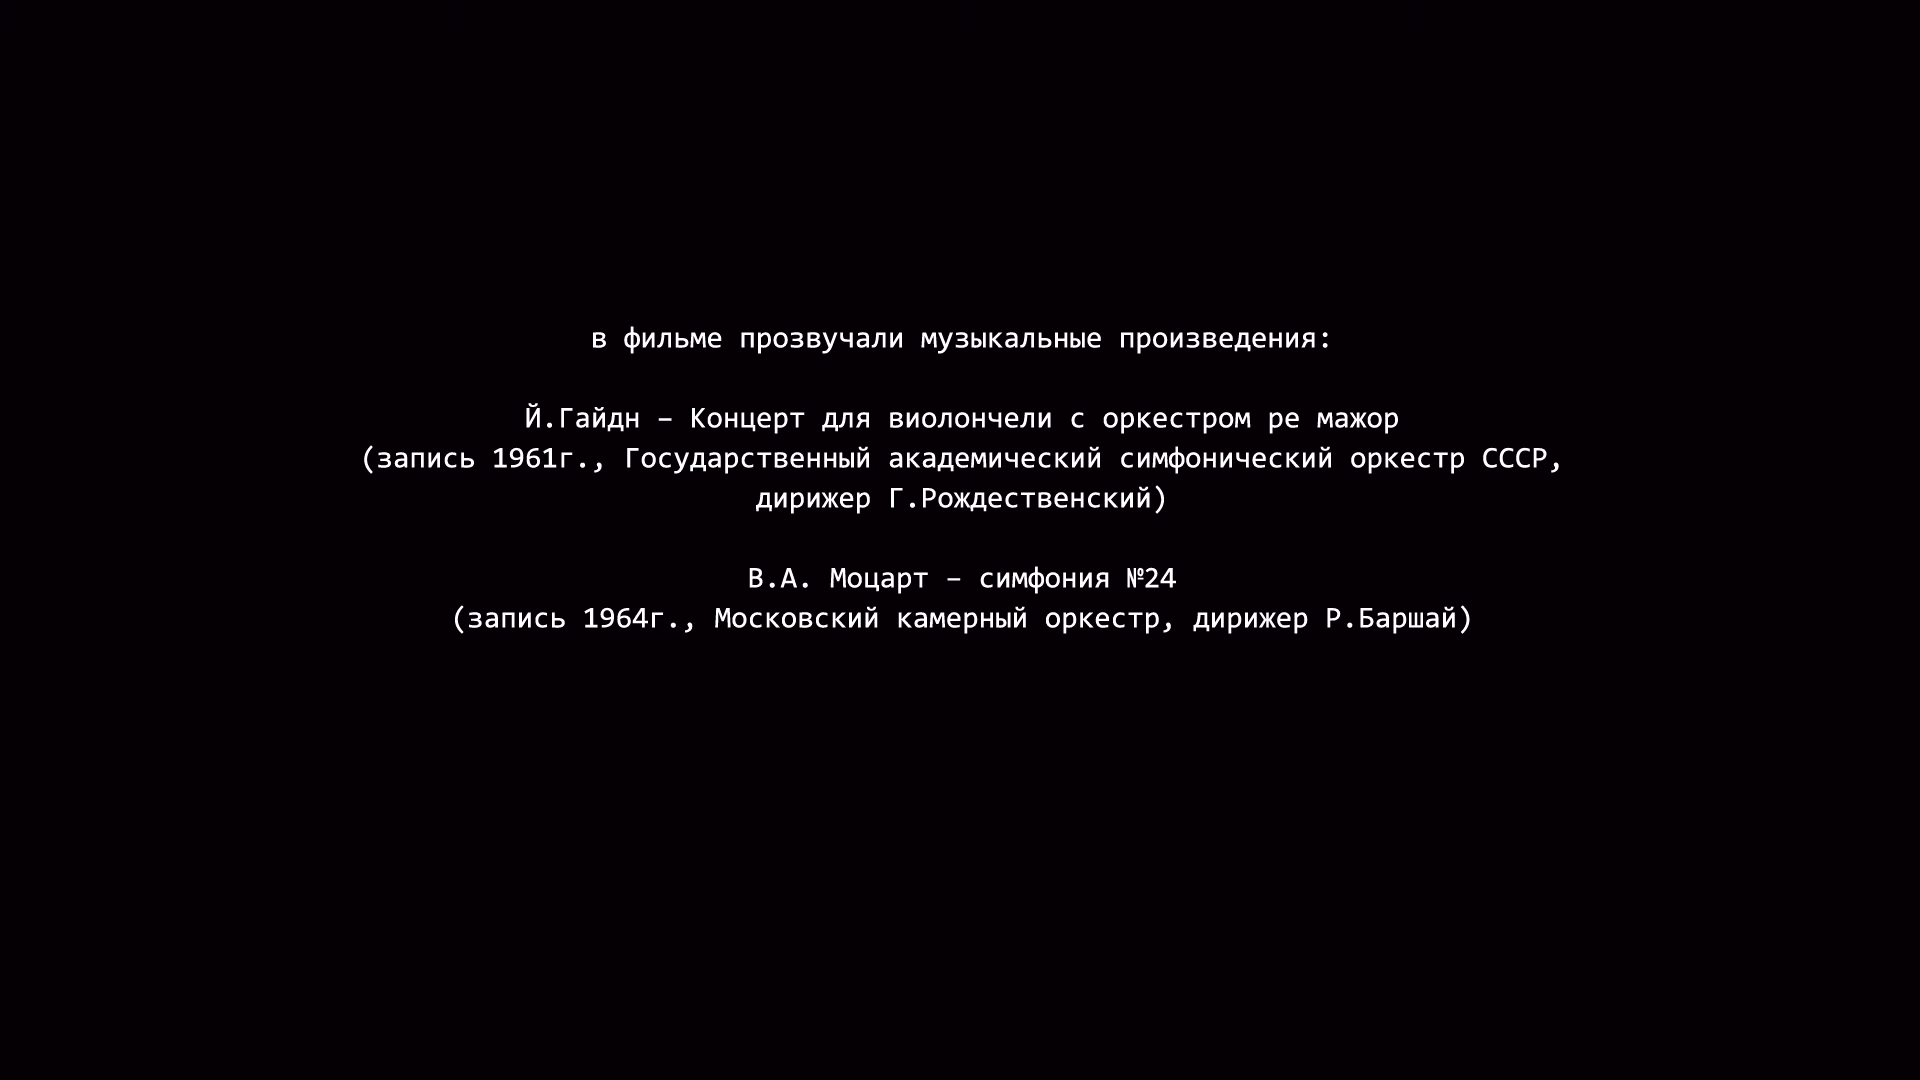 в фильме прозвучали музыкальные произведения:
Й.Гайдн – Концерт для виолончели с оркестром ре мажор
(запись 1961г., Государственный академический симфонический оркестр СССР,
дирижер Г.Рождественский)
В.А. Моцарт – симфония №24
(запись 1964г., Московский камерный оркестр, дирижер Р.Баршай)